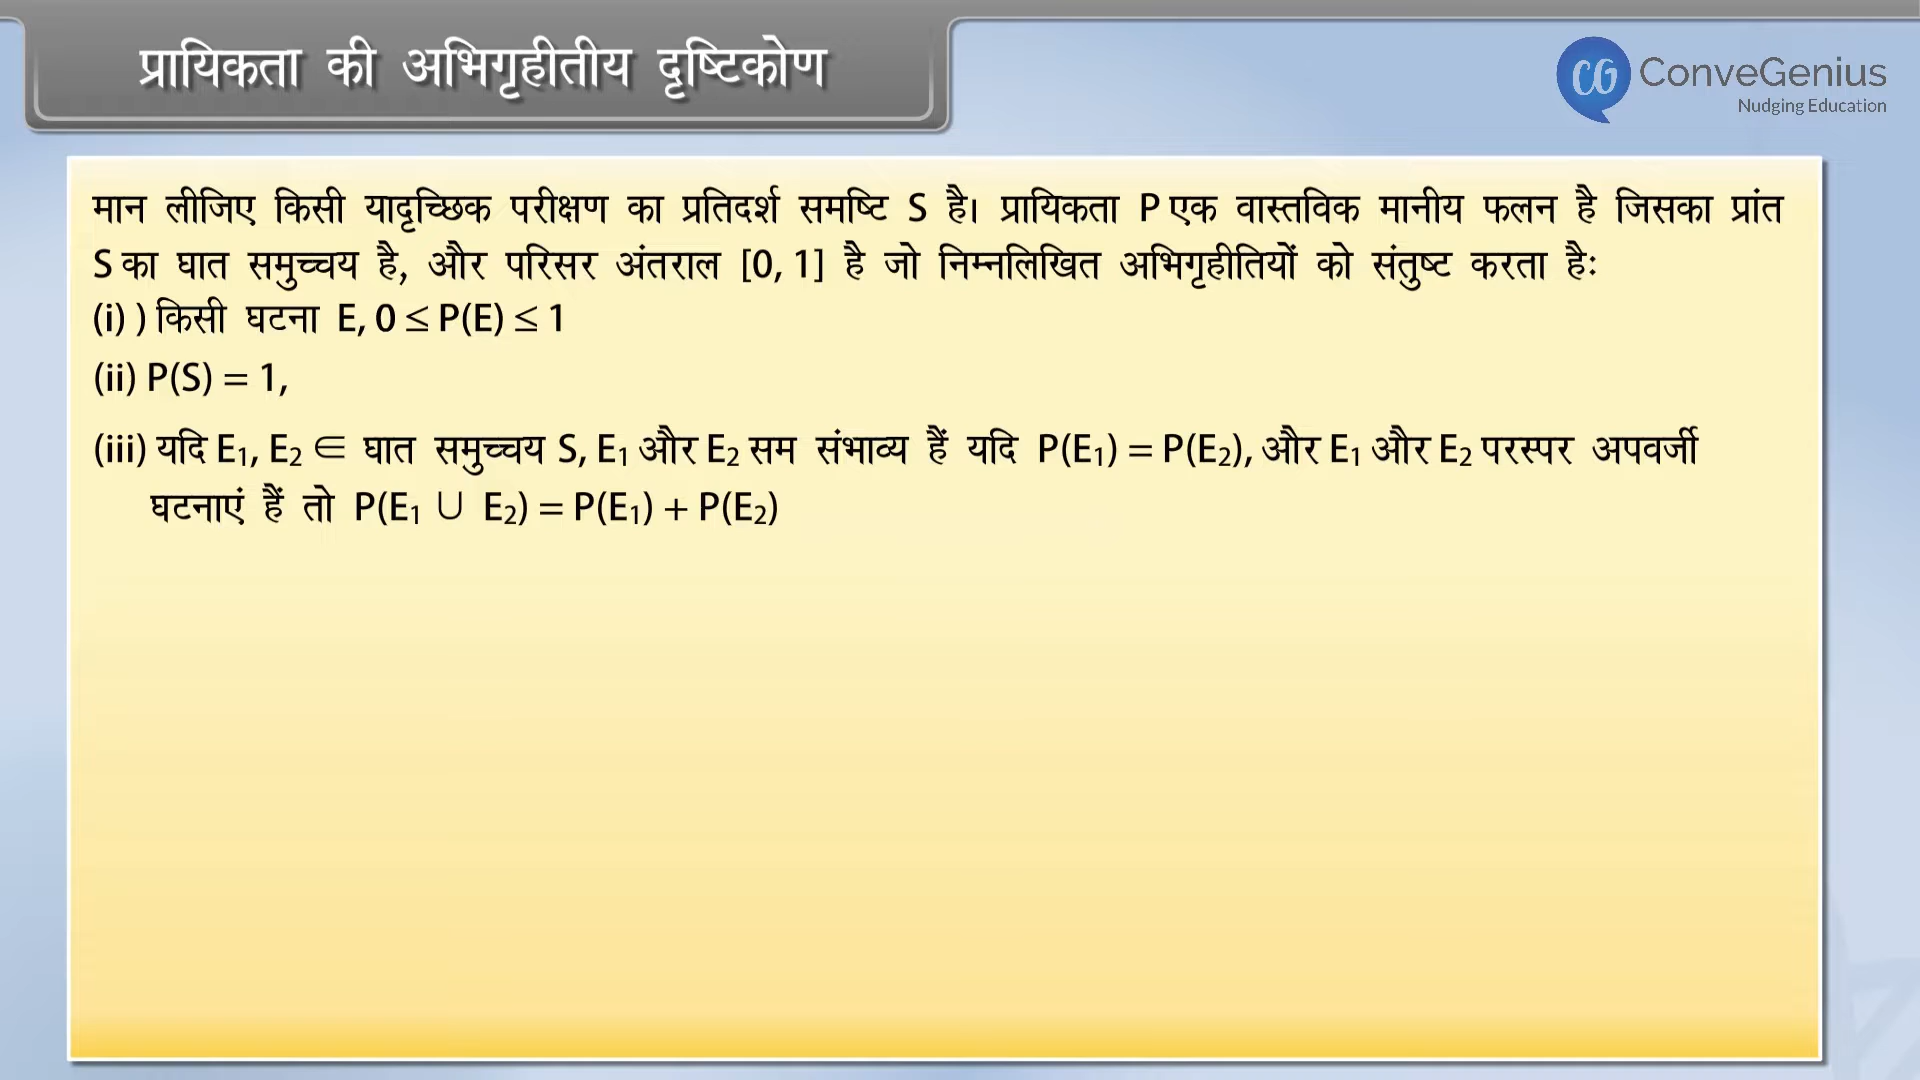 प्रायिकता की अभिगृहीतीय दृष्टिकोण
CG ConveGenius
Nudging Education
मान लीजिए किसी यादृच्छिक परीक्षण का प्रतिदर्श समष्टि S है। प्रायिकता P एक वास्तविक मानीय फलन है जिसका प्रांत
S का घात समुच्चय है, और परिसर अंतराल [0, 1] है जो निम्नलिखित अभिगृहीतियों को संतुष्ट करता हैः
(i) ) किसी घटना E, 0 ≤ P(E) ≤ 1
(ii) P(S) = 1,
(iii) यदि E₁, E₂ ∈ घात समुच्चय S, E₁ और E₂ सम संभाव्य हैं यदि P(E₁) = P(E₂), और E₁ और E₂ परस्पर अपवर्जी
घटनाएं हैं तो P(E₁ ∪ E₂) = P(E₁) + P(E₂)